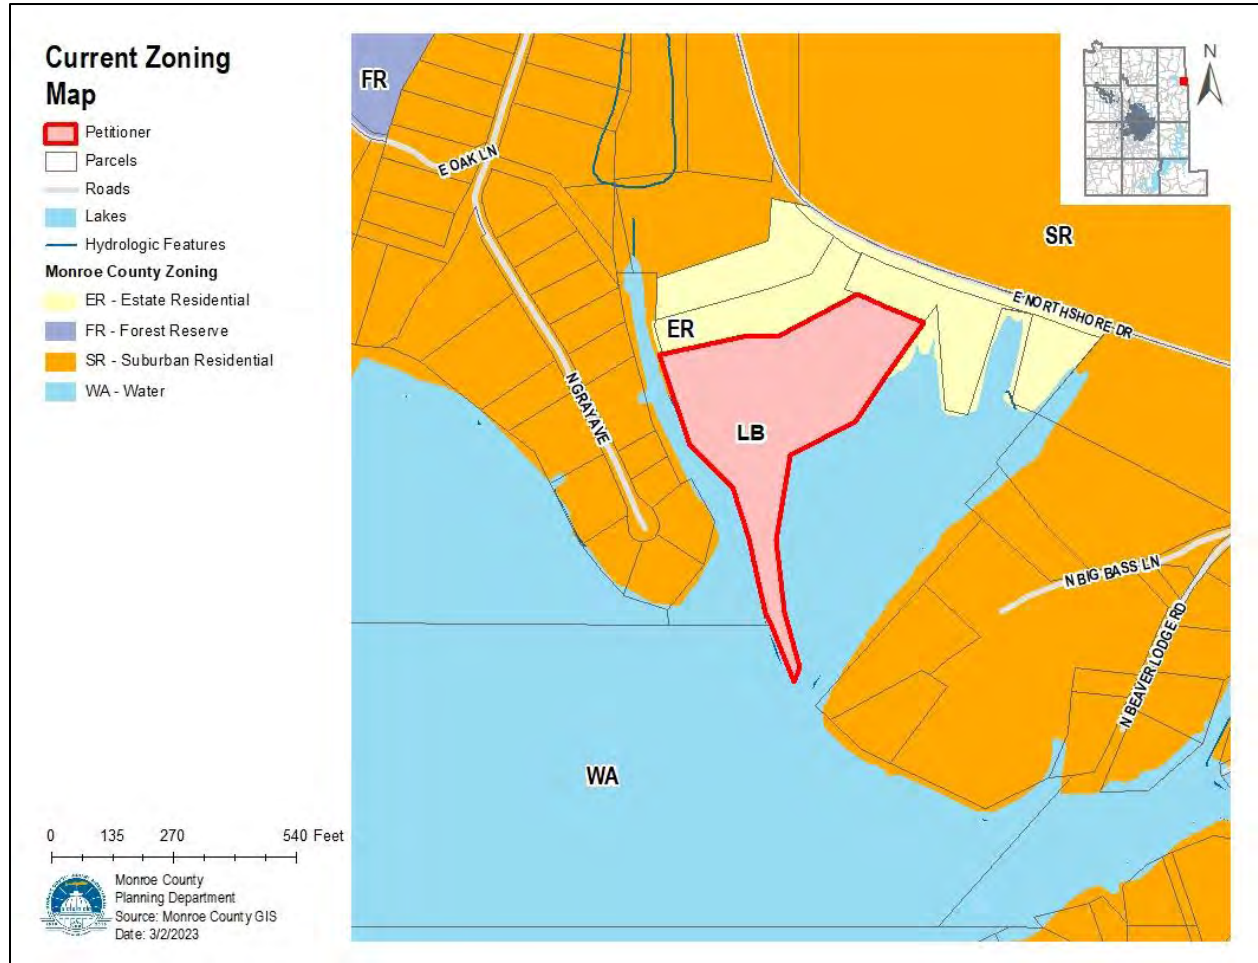 Current Zoning
Map
Petitioner
Parcels
Roads
Lakes
Hydrologic Features
Monroe County Zoning
ER - Estate Residential
FR - Forest Reserve
SR - Suburban Residential
WA - Water
FR
E OAK LN
N GRAY AVE
ER
LB
SR
E NORTHSHORE DR
N BIG BASS LN
N BEAVER LODGE RD
WA
N
0 135 270 540 Feet
Monroe County
Planning Department
Source: Monroe County GIS
Date: 3/2/2023